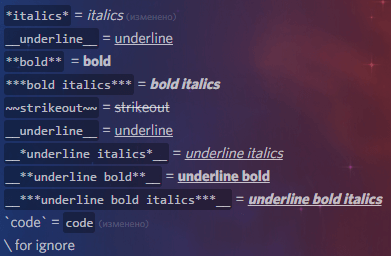 *italics* = italics (изменено)
__underline__ = underline
**bold** = bold
***bold italics*** = bold italics
~~strikeout~~ = strikeout
__underline__ = underline
__*underline italics*__ = underline italics
__**underline bold**__ = underline bold
__***underline bold italics***__ = underline bold italics
`code` = code (изменено)
\ for ignore